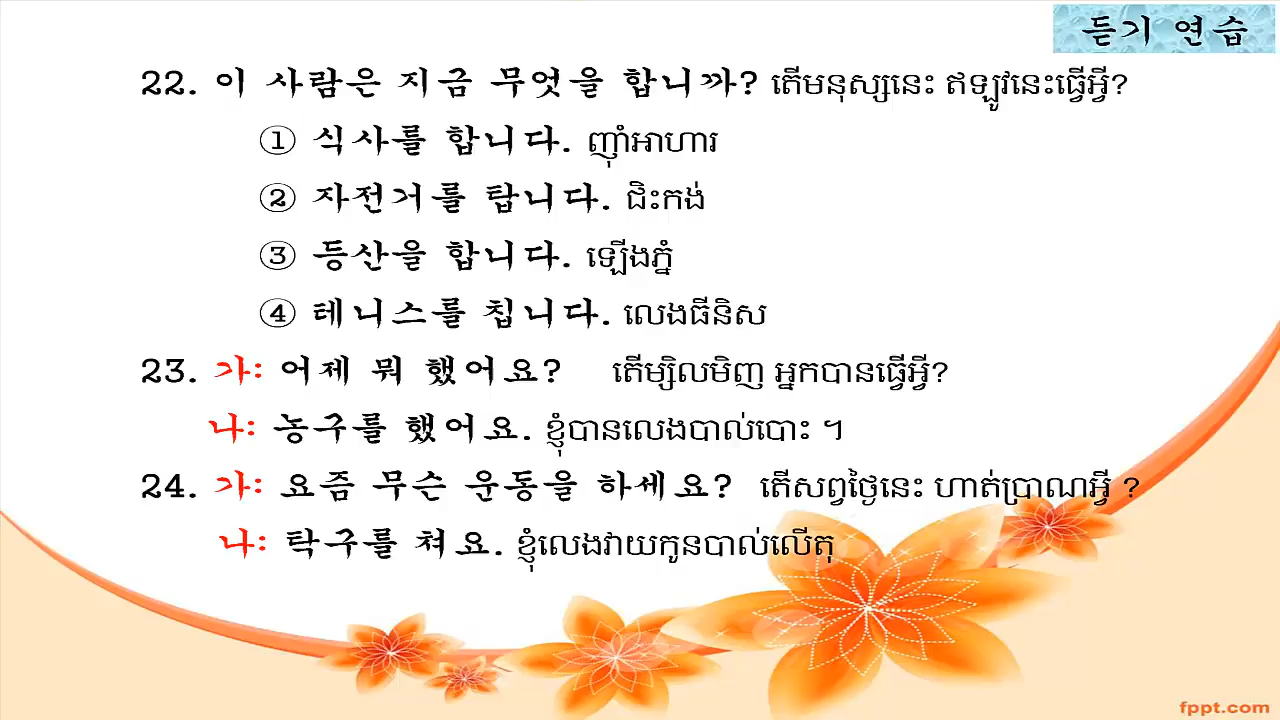 듣기 연습
22. 이 사람은 지금 무엇을 합니까? តើមនុស្សនេះ ឥឡូវនេះធ្វើអ្វី?
① 식사를 합니다. ញ៉ាំអាហារ
② 자전거를 탑니다. ជិះកង់
③ 등산을 합니다. ឡើងភ្នំ
④ 테니스를 칩니다. លេងធីនិស
23. 가: 어제 뭐 했어요? តើម្សិលមិញ អ្នកបានធ្វើអ្វី?
나: 농구를 했어요. ខ្ញុំបានលេងបាល់បោះ ។
24. 가: 요즘 무슨 운동을 하세요? តើសព្វថ្ងៃនេះ ហាត់ប្រាណអ្វី ?
나: 탁구를 쳐요. ខ្ញុំលេងវាយកូនបាល់លើតុ
fppt.com